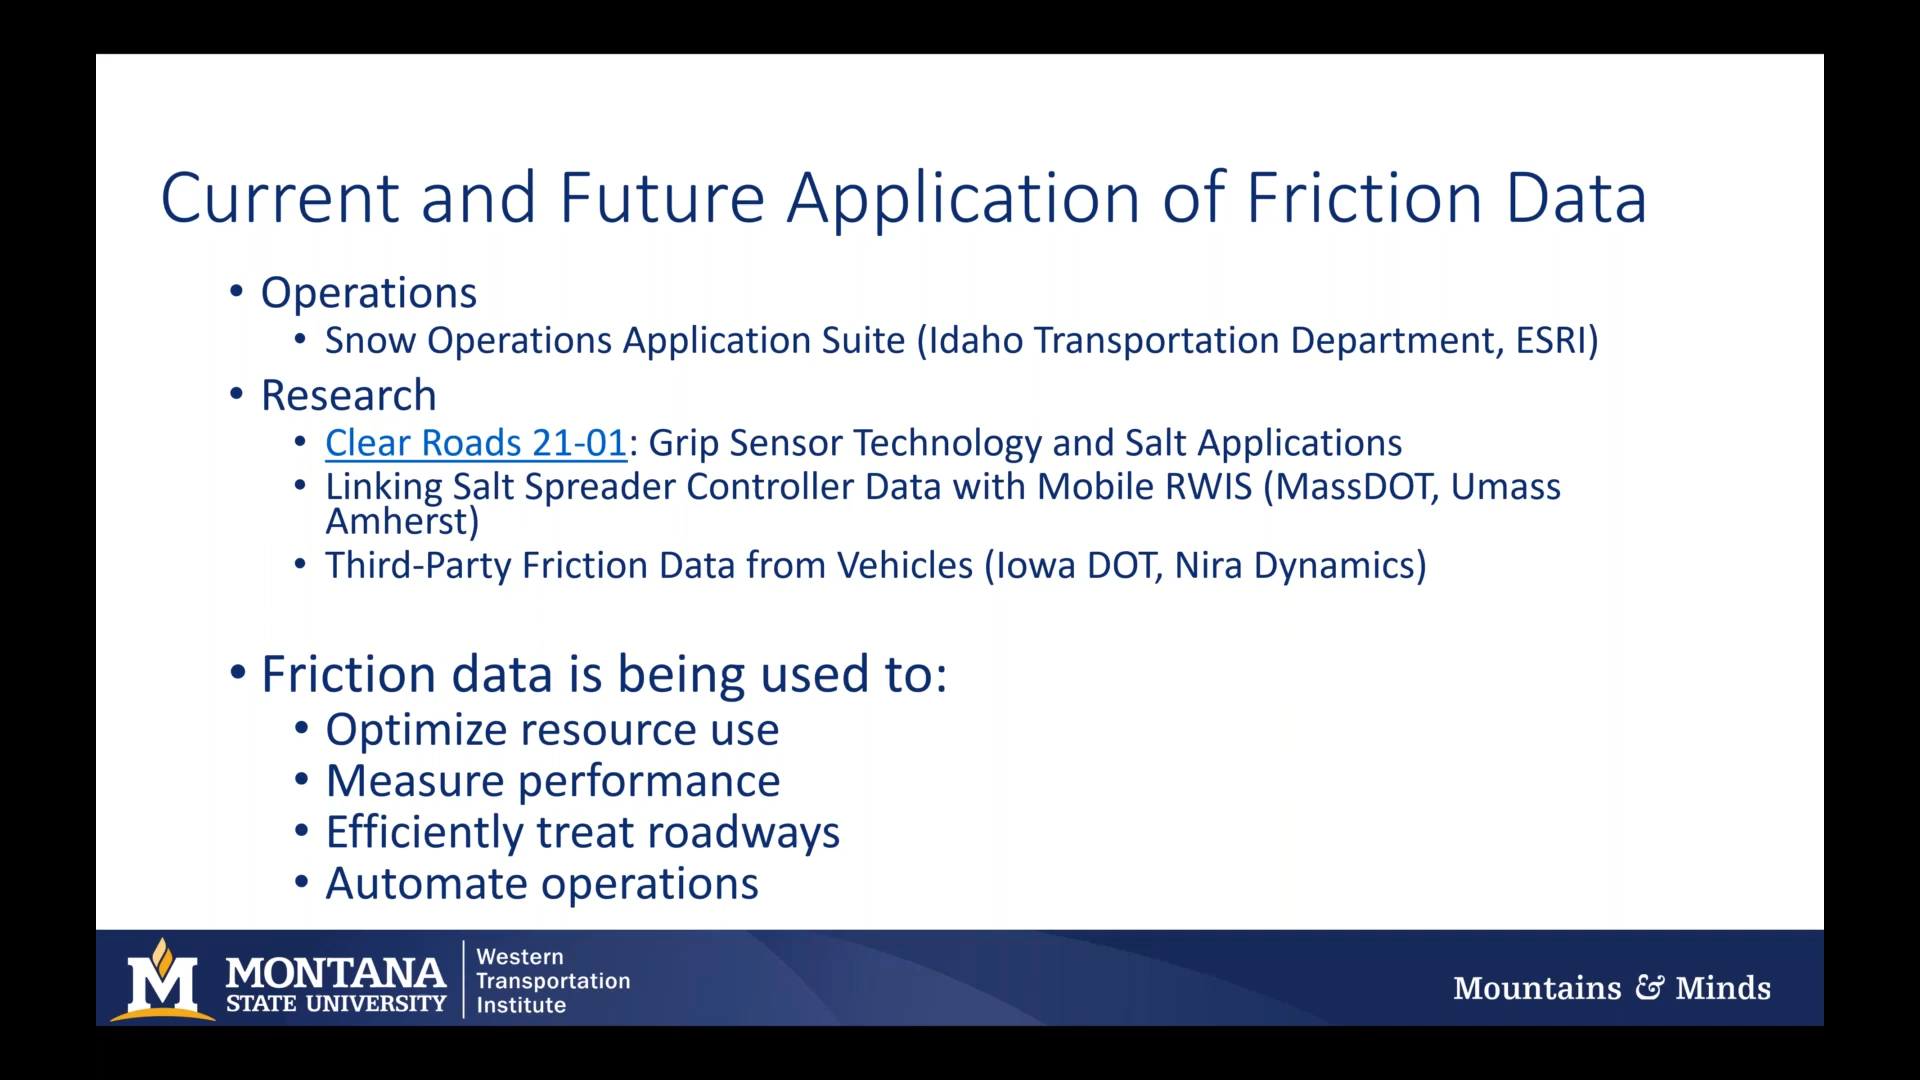 Current and Future Application of Friction Data
• Operations
• Snow Operations Application Suite (Idaho Transportation Department, ESRI)
• Research
• Clear Roads 21-01: Grip Sensor Technology and Salt Applications
• Linking Salt Spreader Controller Data with Mobile RWIS (MassDOT, Umass
Amherst)
• Third-Party Friction Data from Vehicles (Iowa DOT, Nira Dynamics)
• Friction data is being used to:
• Optimize resource use
• Measure performance
• Efficiently treat roadways
• Automate operations
M
MONTANA
STATE UNIVERSITY
Western
Transportation
Institute
Mountains & Minds